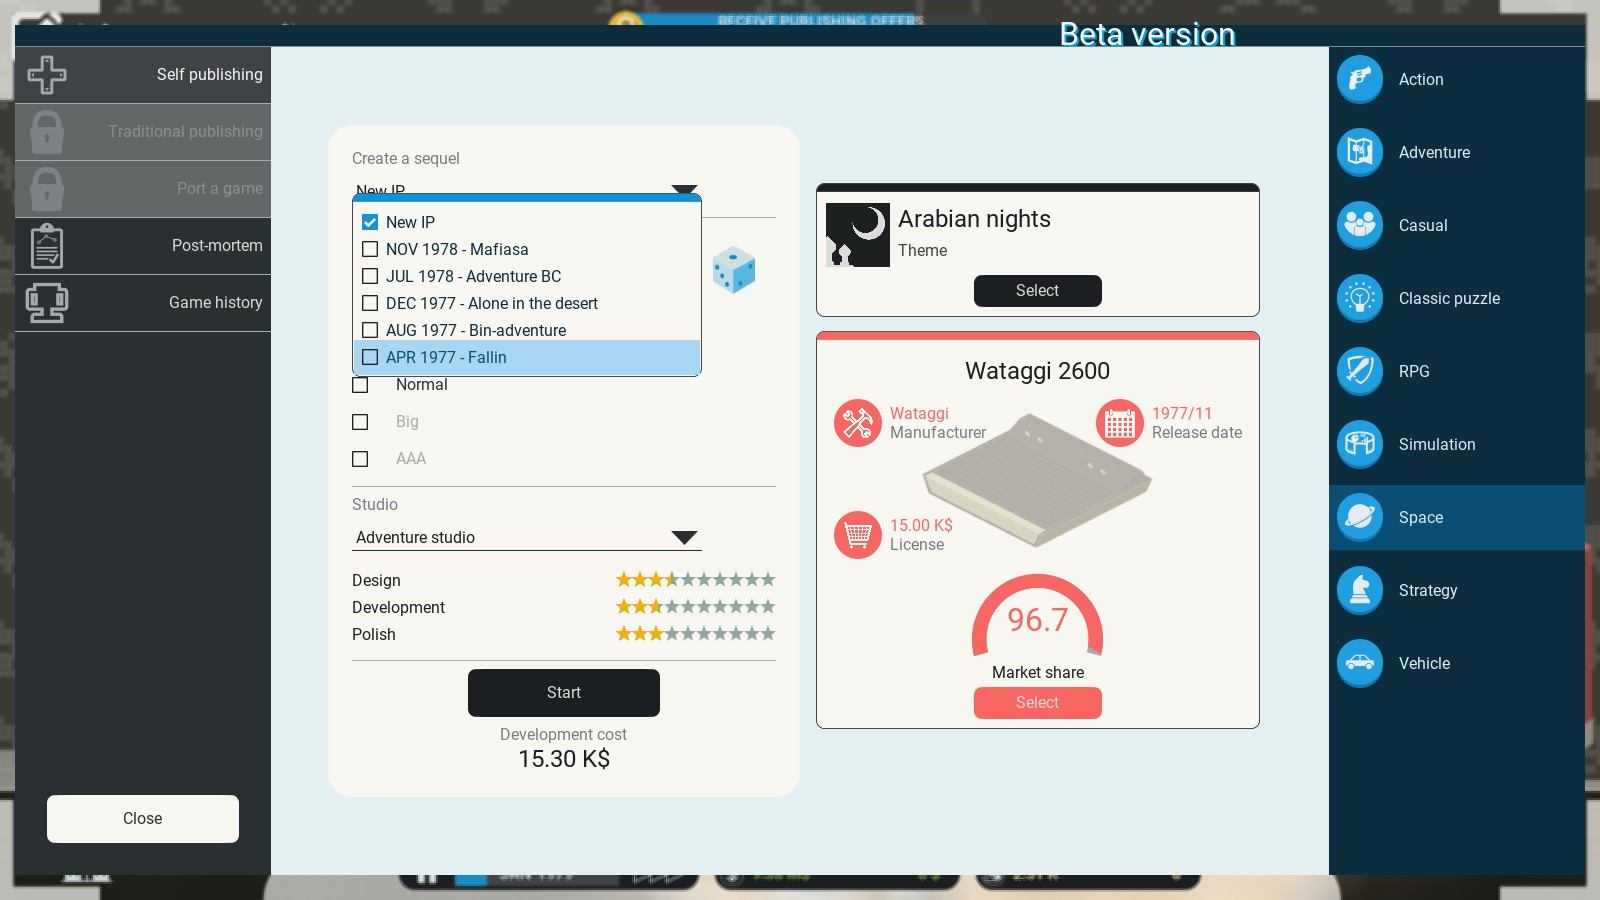 RECEIVE PUBLISHING OFFERS
Beta version
Self publishing
Traditional publishing
Port a game
Post-mortem
Game history
Close
Create a sequel
New IP
New IP
NOV 1978 - Mafiasa
JUL 1978 - Adventure BC
DEC 1977 - Alone in the desert
AUG 1977 - Bin-adventure
APR 1977 - Fallin
Normal
Big
AAA
Studio
Adventure studio
Design
Development
Polish
Start
Development cost
15.30 K$
Arabian nights
Theme
Select
Wataggi 2600
Wataggi
Manufacturer
1977/11
Release date
15.00 K$
License
96.7
Market share
Select
Action
Adventure
Casual
Classic puzzle
RPG
Simulation
Space
Strategy
Vehicle